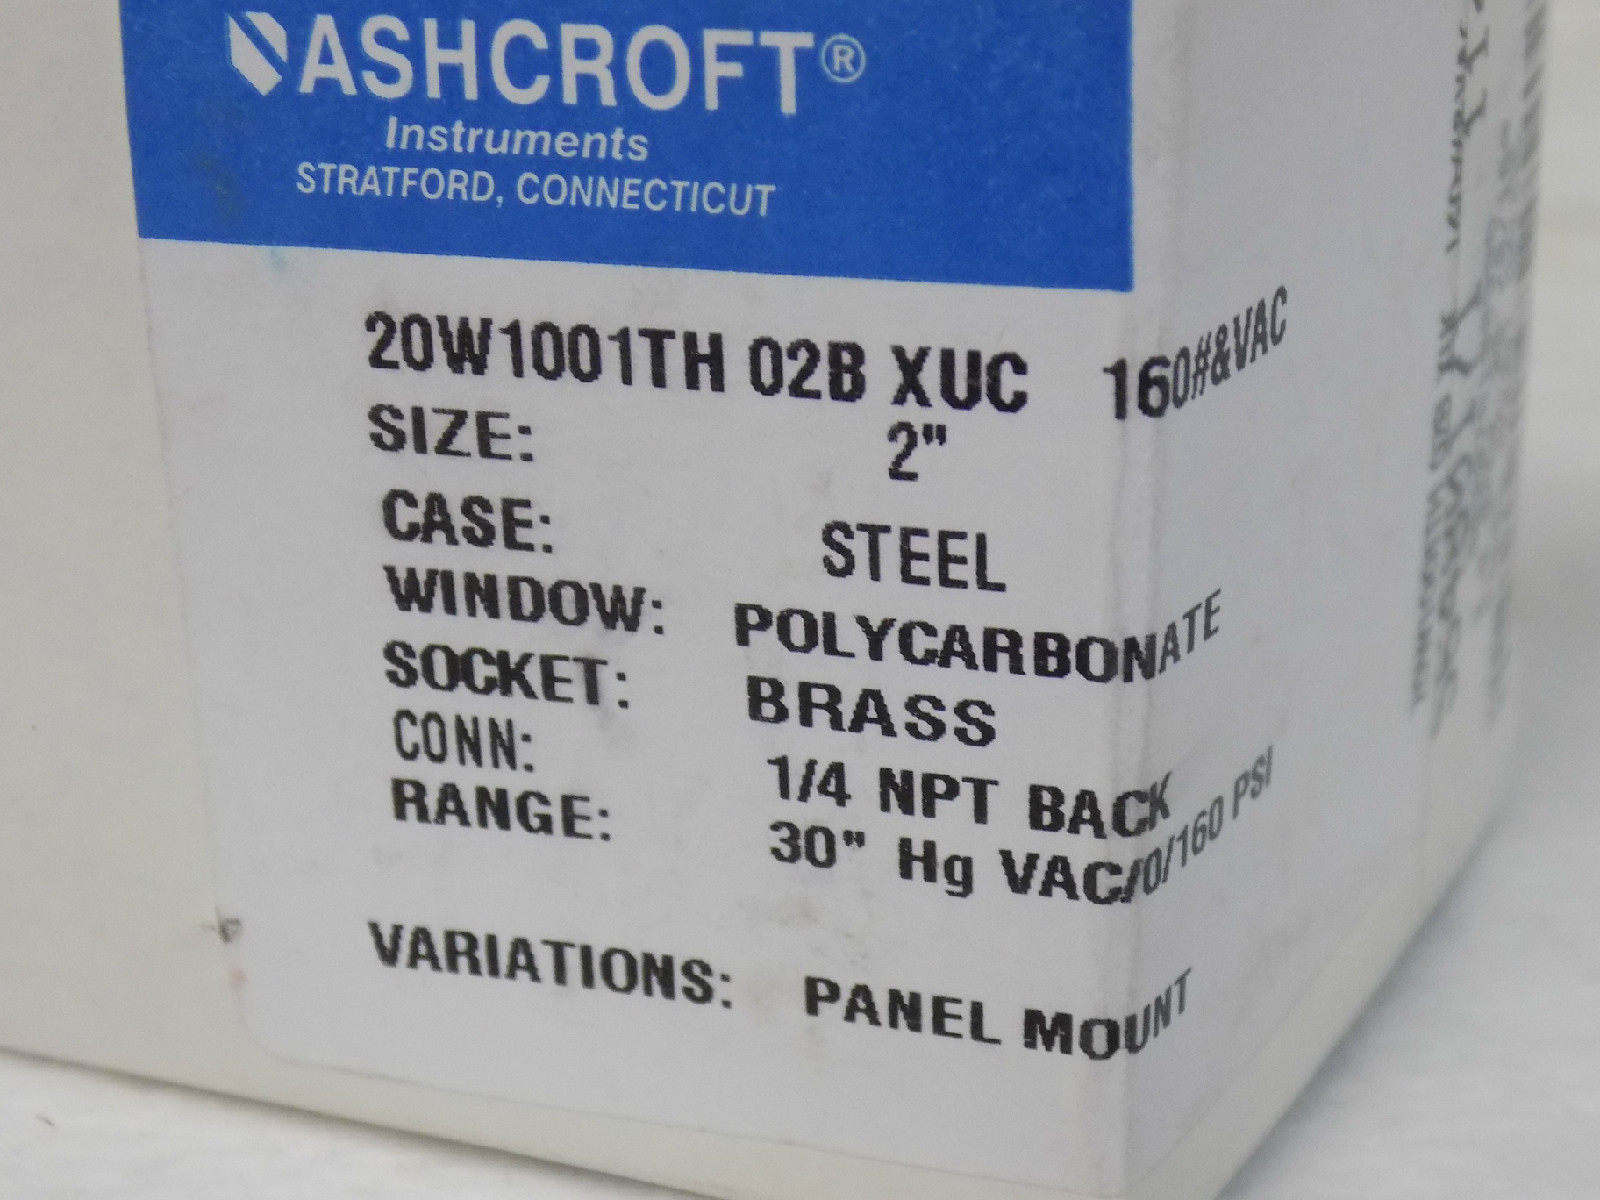 ASHCROFT®
Instruments
STRATFORD, CONNECTICUT
20W1001TH 02B XUC 160#&VAC
SIZE: 2"
CASE: STEEL
WINDOW: POLYCARBONATE
SOCKET: BRASS
CONN: 1/4 NPT BACK
RANGE: 30" Hg VAC/0/160 PSI
VARIATIONS: PANEL MOUNT